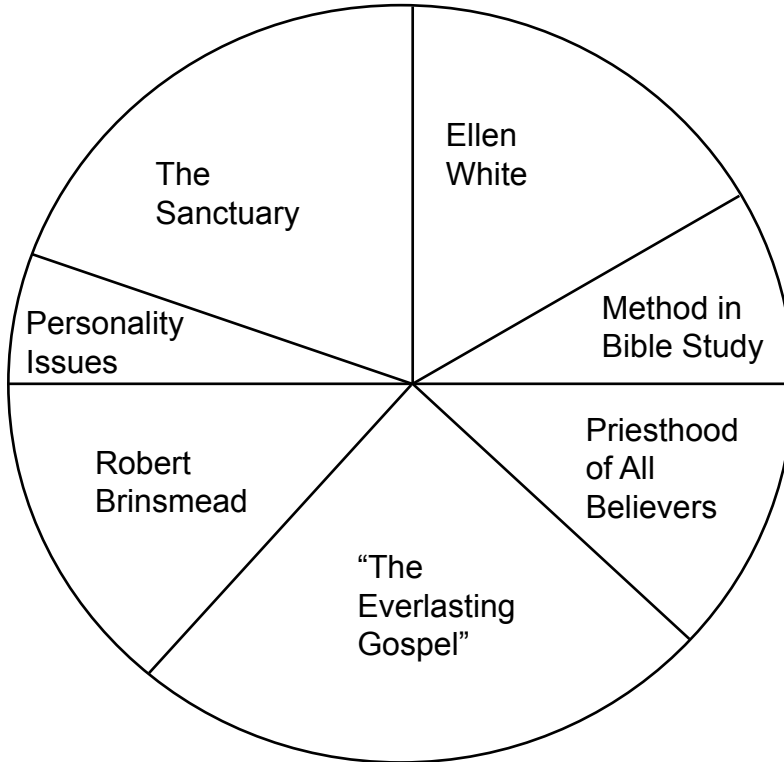 Ellen
White
The
Sanctuary
Method in
Bible Study
Personality
Issues
Priesthood
of All
Believers
Robert
Brinsmead
“The
Everlasting
Gospel”